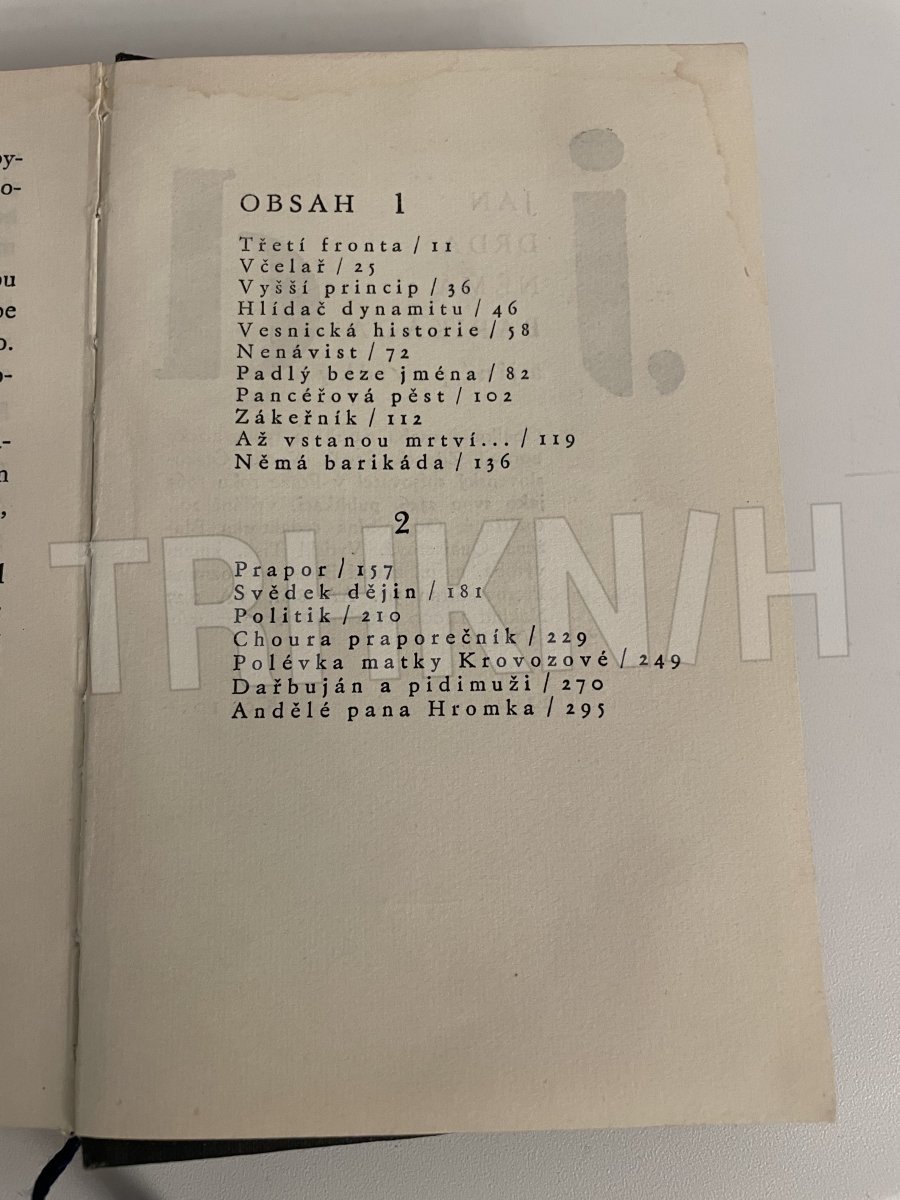 OBSAH 1
Třetí fronta / 11
Včelař / 25
Vyšší princip / 36
Hlídač dynamitu / 46
Vesnická historie / 58
Nenávist / 72
Padlý beze jména / 82
Pancéřová pěst / 102
Zákeřník / 112
Až vstanou mrtví... / 119
Němá barikáda / 136
2
Prapor / 157
Svědek dějin / 181
Politik / 210
Choura praporečník / 229
Polévka matky Krovozové / 249
Dařbuján a pidimuži / 270
Andělé pana Hromka / 295